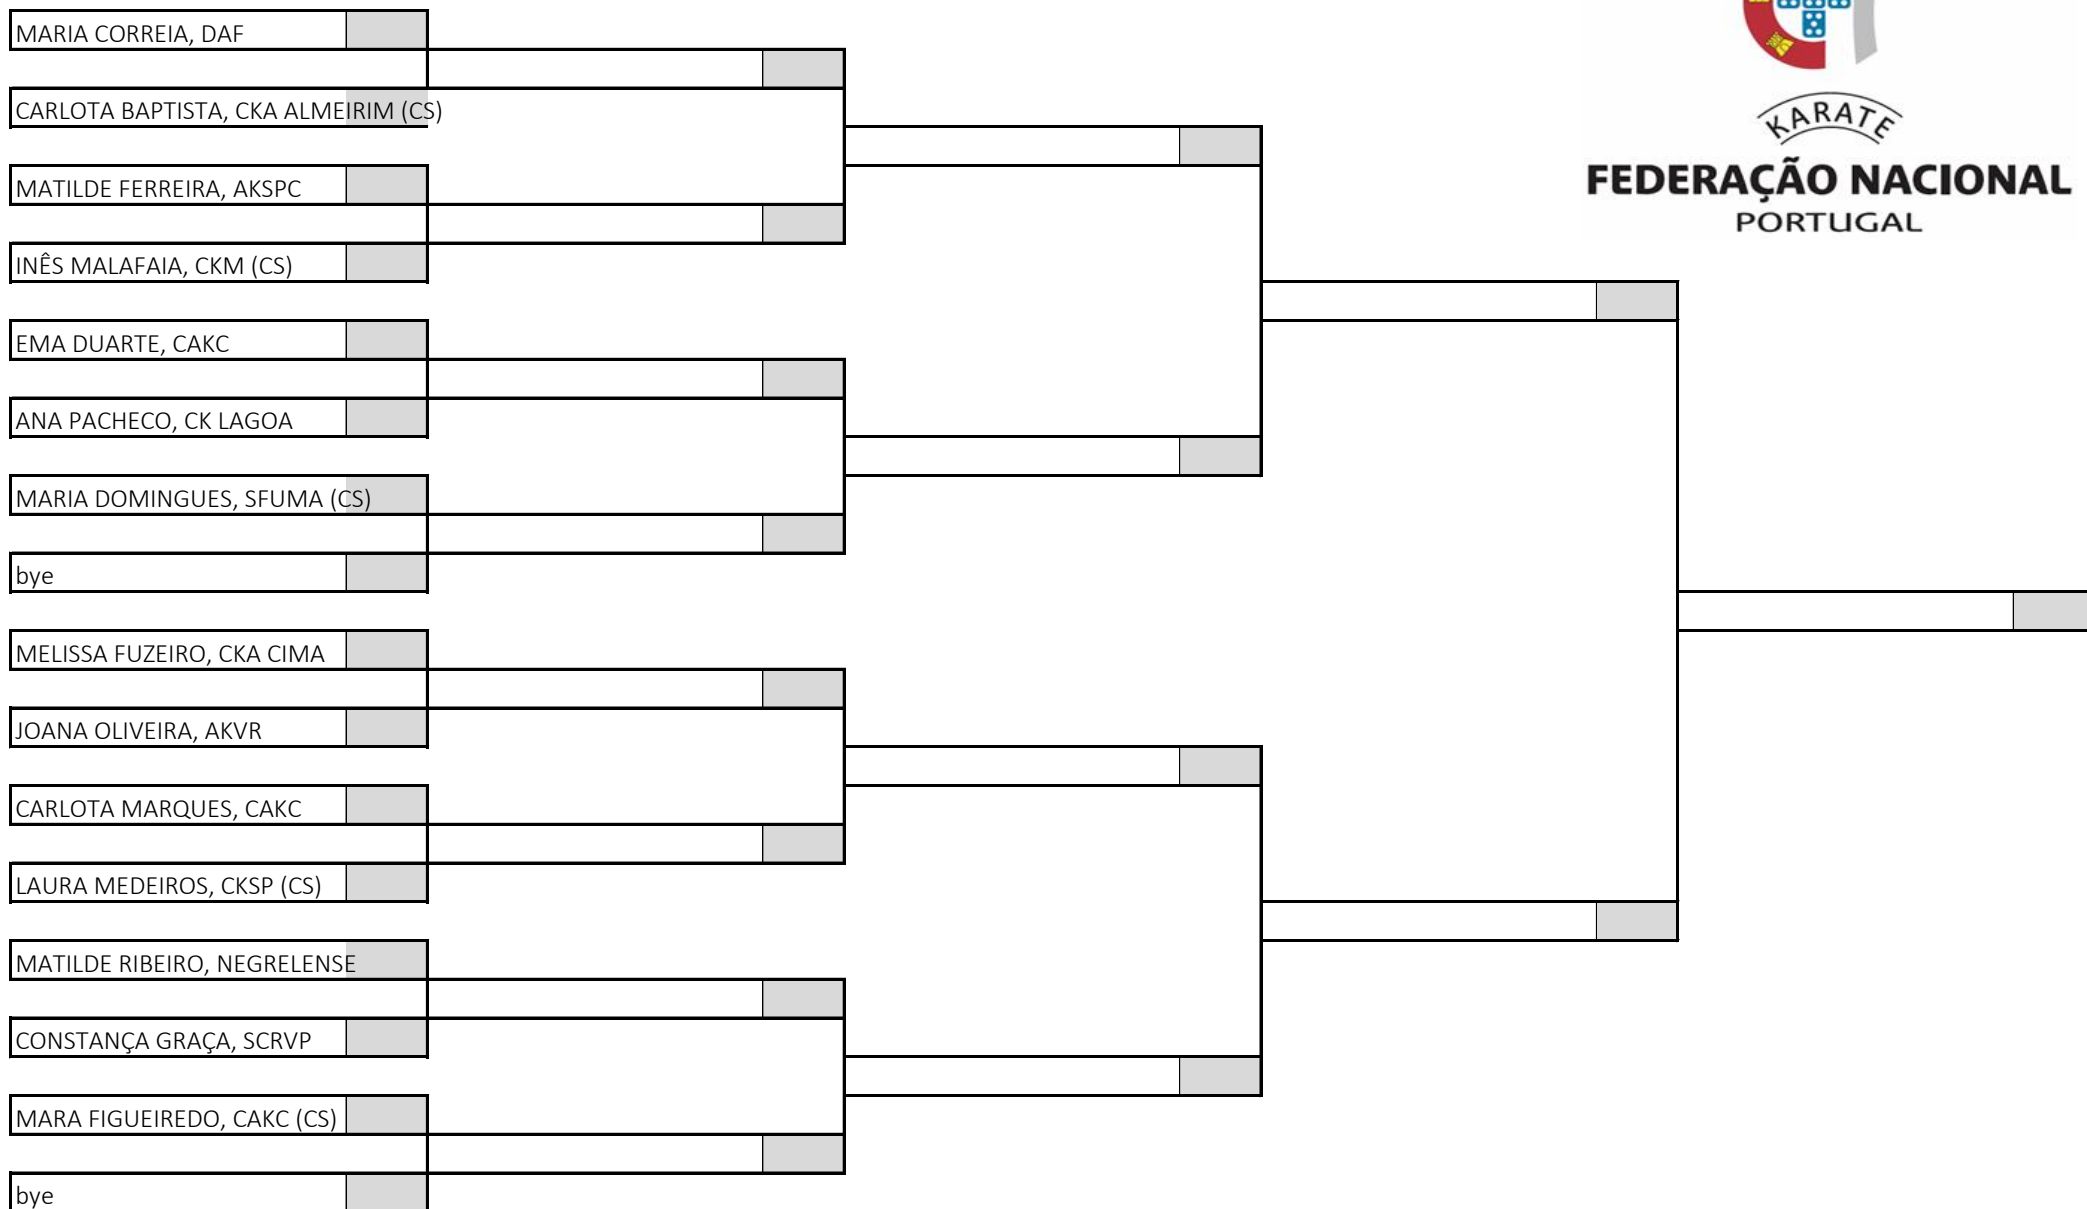 MARIA CORREIA, DAF
CARLOTA BAPTISTA, CKA ALMEIRIM (CS)
MATILDE FERREIRA, AKSPC
INÊS MALAFAIA, CKM (CS)
EMA DUARTE, CAKC
ANA PACHECO, CK LAGOA
MARIA DOMINGUES, SFUMA (CS)
bye
MELISSA FUZEIRO, CKA CIMA
JOANA OLIVEIRA, AKVR
CARLOTA MARQUES, CAKC
LAURA MEDEIROS, CKSP (CS)
MATILDE RIBEIRO, NEGRELENSE
CONSTANÇA GRAÇA, SCRVP
MARA FIGUEIREDO, CAKC (CS)
bye
KARATE
FEDERAÇÃO NACIONAL
PORTUGAL